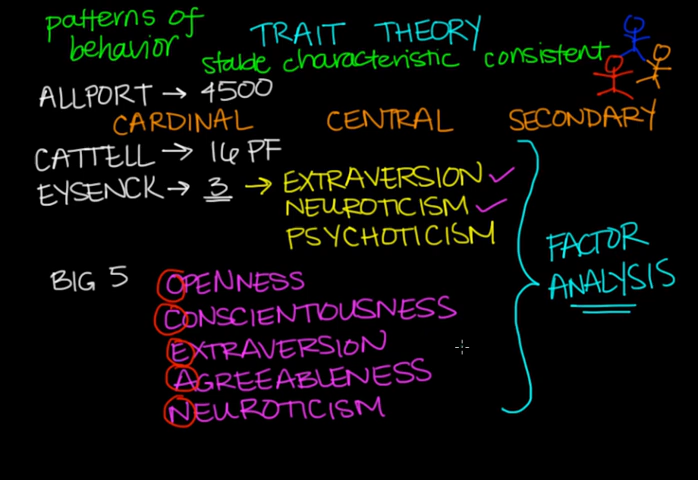 patterns of
behavior
TRAIT THEORY
stable characteristic consistent
ALLPORT → 4500
CARDINAL CENTRAL SECONDARY
CATTELL → 16 PF
EYSENCK → 3 → EXTRAVERSION ✓
NEUROTICISM ✓
PSYCHOTICISM
FACTOR
ANALYSIS
BIG 5 OPENNESS
CONSCIENTIOUSNESS
EXTRAVERSION
AGREEABLENESS
NEUROTICISM